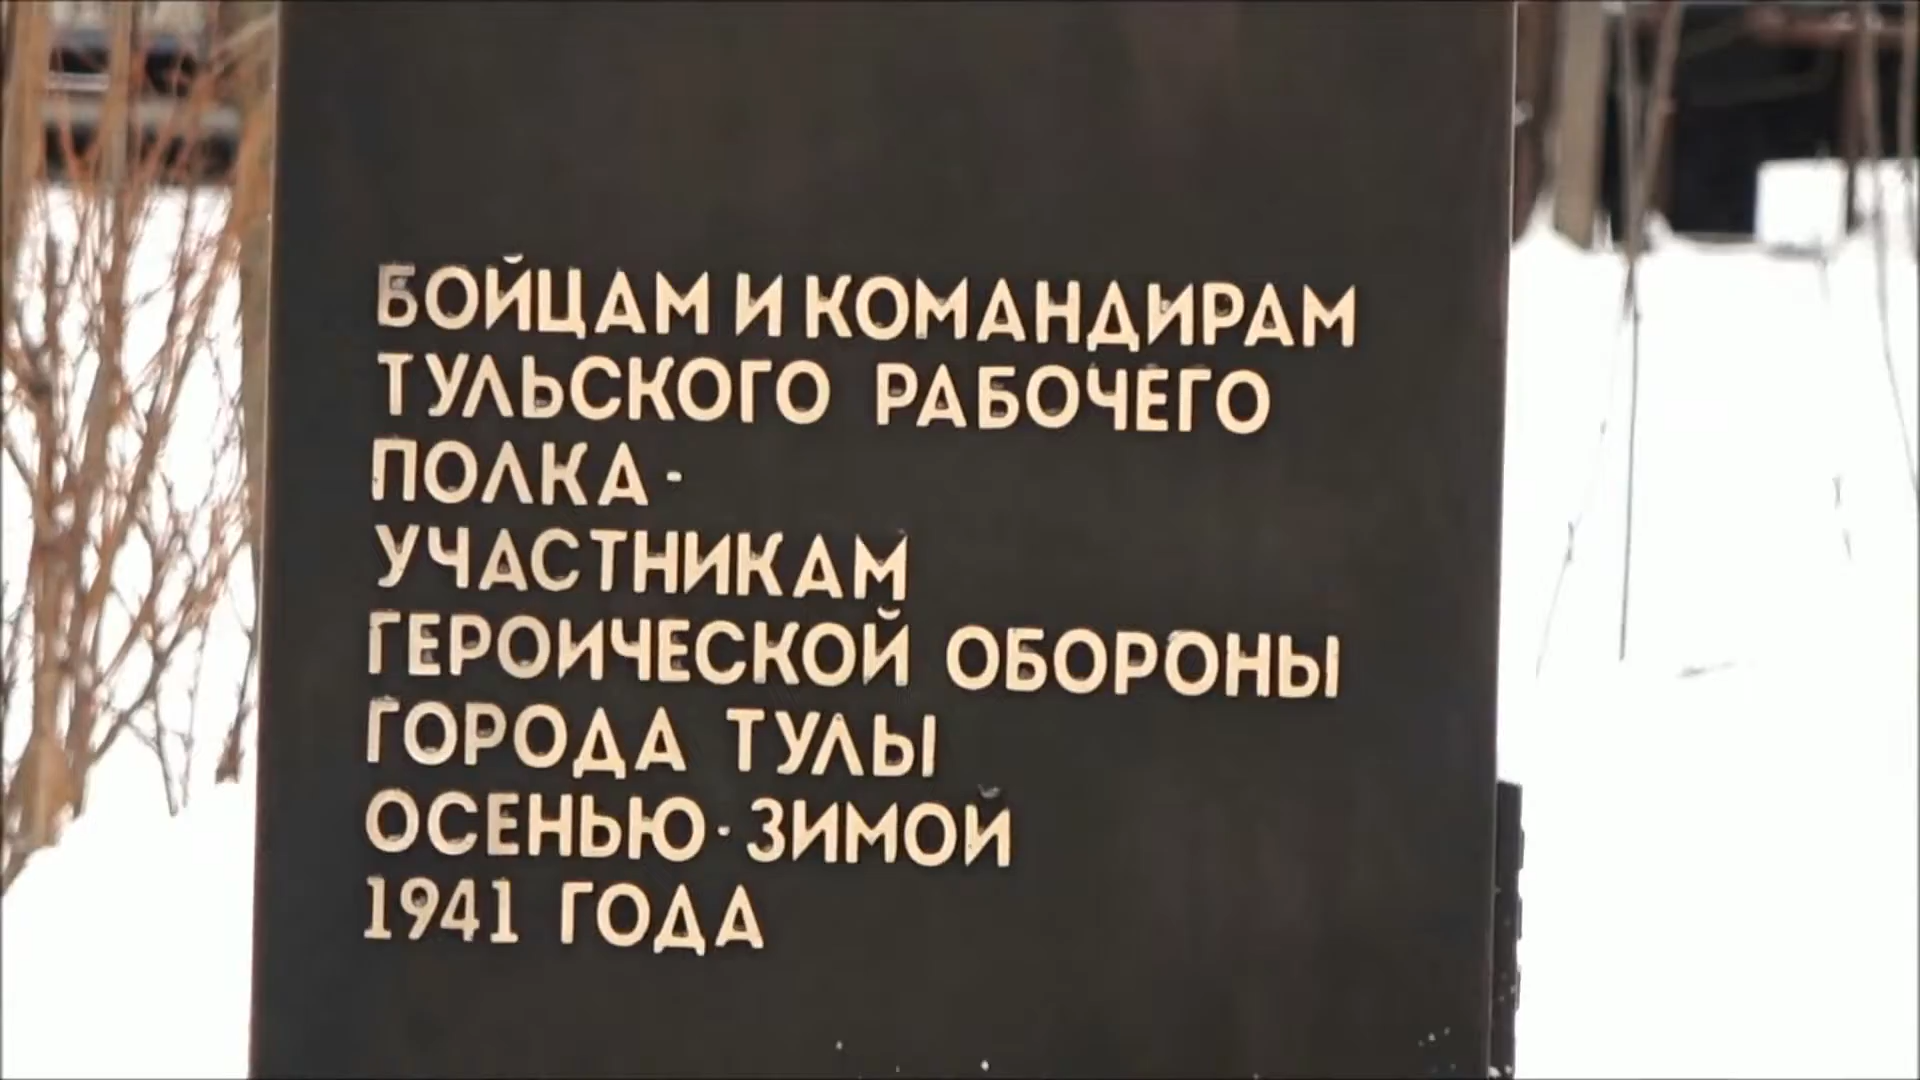 БОЙЦАМ И КОМАНДИРАМ
ТУЛЬСКОГО РАБОЧЕГО
ПОЛКА-
УЧАСТНИКАМ
ГЕРОИЧЕСКОЙ ОБОРОНЫ
ГОРОДА ТУЛЫ
ОСЕНЬЮ-ЗИМОЙ
1941 ГОДА